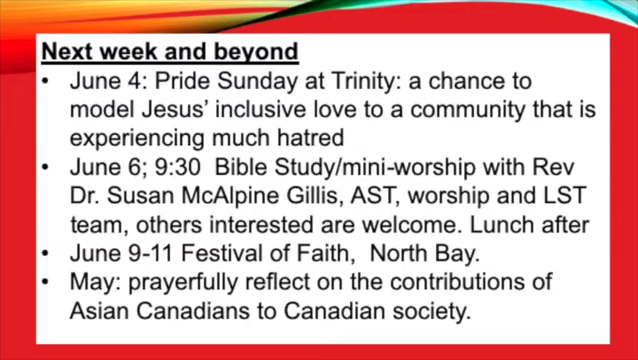 Next week and beyond
• June 4: Pride Sunday at Trinity: a chance to
model Jesus' inclusive love to a community that is
experiencing much hatred
• June 6; 9:30 Bible Study/mini-worship with Rev
Dr. Susan McAlpine Gillis, AST, worship and LST
team, others interested are welcome. Lunch after
• June 9-11 Festival of Faith, North Bay.
• May: prayerfully reflect on the contributions of
Asian Canadians to Canadian society.